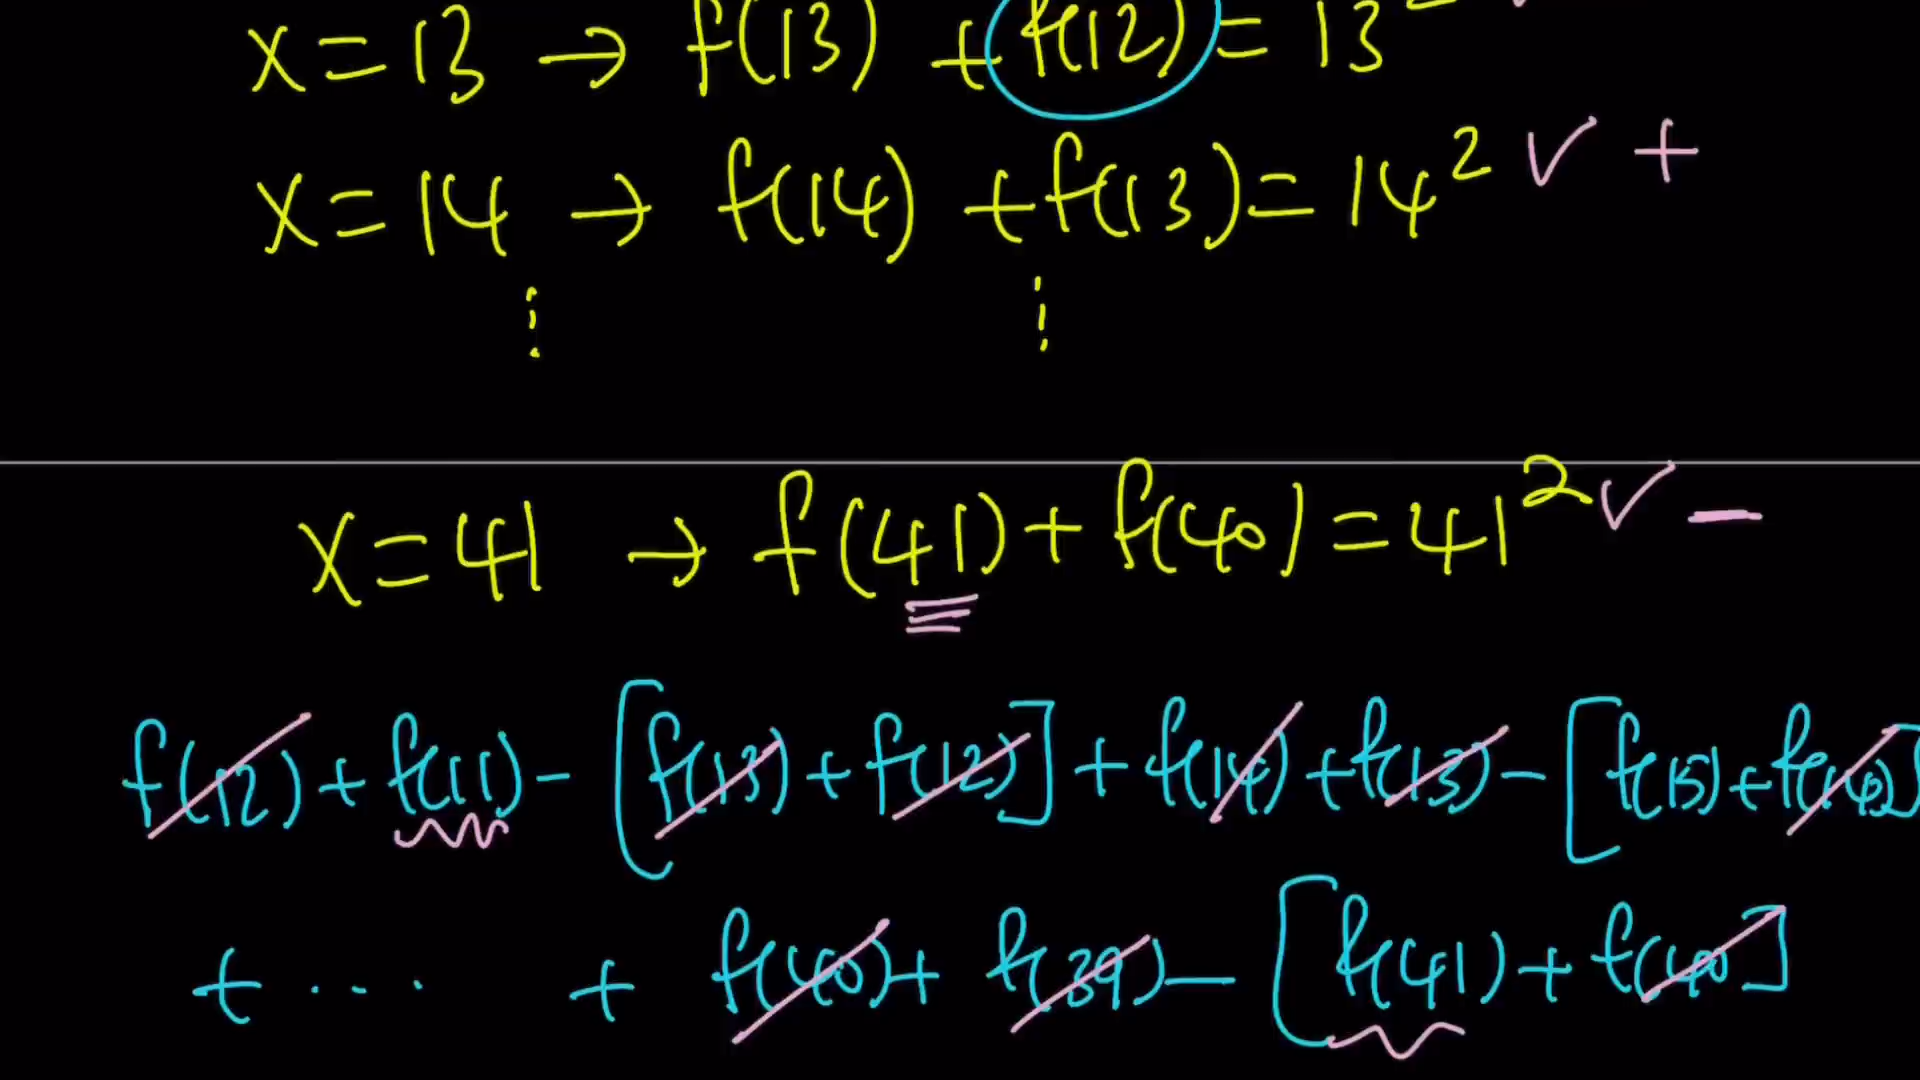 x=13 → f(13) + f(12) = 13²
x=14 → f(14) + f(13) = 14² ✓ +
⋮ ⋮
x=41 → f(41) + f(40) = 41² ✓ −
f(12) + f(11) − [f(13) + f(12)] + f(14) + f(13) − [f(15) + f(14)]
+ ... + f(40) + f(39) − [f(41) + f(40)]